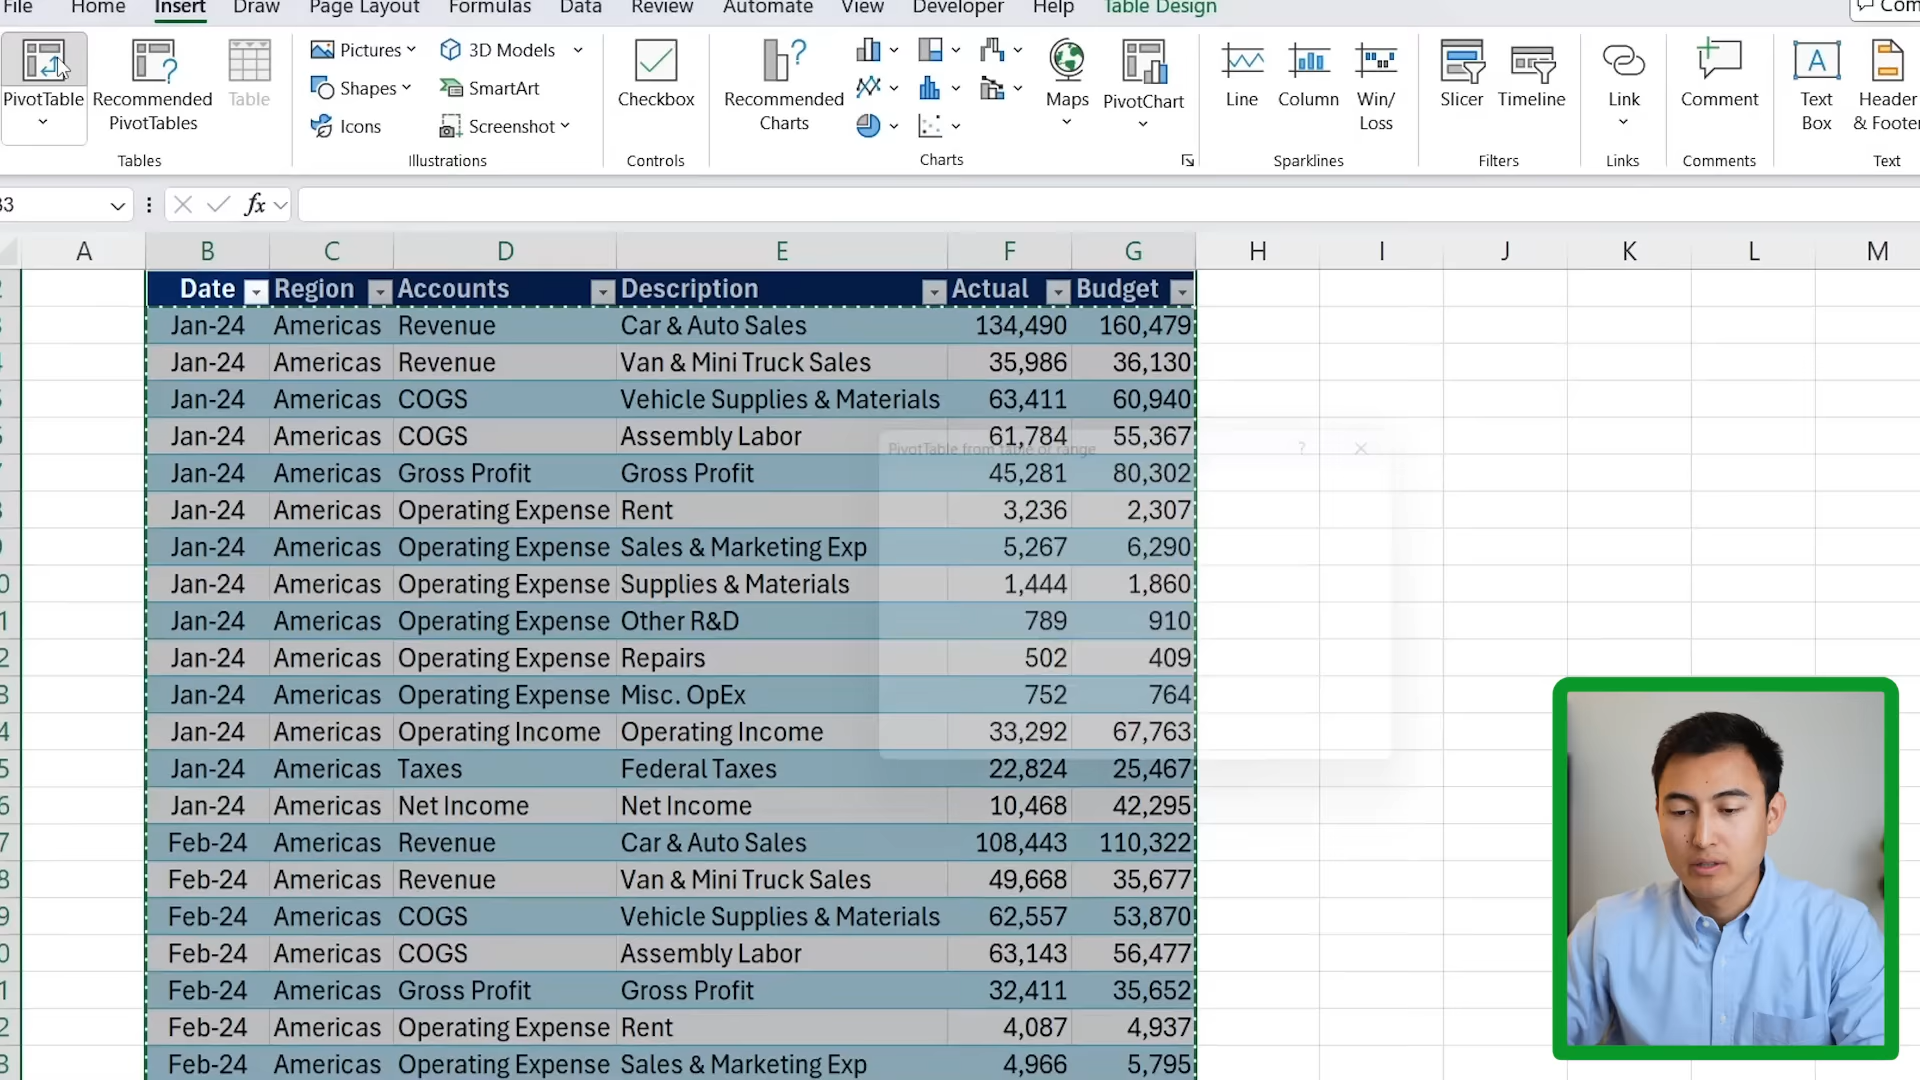 File Home Insert Draw Page Layout Formulas Data Review Automate View Developer Help Table Design
PivotTable Recommended PivotTables Table
Tables
Pictures 3D Models
Shapes SmartArt
Icons Screenshot
Illustrations
Checkbox
Controls
Recommended Charts
Maps PivotChart
Charts
Line Column Win/ Loss
Sparklines
Slicer Timeline
Filters
Link
Links
Comment
Comments
Text Box Header & Footer
Text
fx
A B C D E F G H I J K L M
Date Region Accounts Description Actual Budget
Jan-24 Americas Revenue Car & Auto Sales 134,490 160,479
Jan-24 Americas Revenue Van & Mini Truck Sales 35,986 36,130
Jan-24 Americas COGS Vehicle Supplies & Materials 63,411 60,940
Jan-24 Americas COGS Assembly Labor 61,784 55,367
PivotTable from table or range ?
Jan-24 Americas Gross Profit Gross Profit 45,281 80,302
Jan-24 Americas Operating Expense Rent 3,236 2,307
Jan-24 Americas Operating Expense Sales & Marketing Exp 5,267 6,290
Jan-24 Americas Operating Expense Supplies & Materials 1,444 1,860
Jan-24 Americas Operating Expense Other R&D 789 910
Jan-24 Americas Operating Expense Repairs 502 409
Jan-24 Americas Operating Expense Misc. OpEx 752 764
Jan-24 Americas Operating Income Operating Income 33,292 67,763
Jan-24 Americas Taxes Federal Taxes 22,824 25,467
Jan-24 Americas Net Income Net Income 10,468 42,295
Feb-24 Americas Revenue Car & Auto Sales 108,443 110,322
Feb-24 Americas Revenue Van & Mini Truck Sales 49,668 35,677
Feb-24 Americas COGS Vehicle Supplies & Materials 62,557 53,870
Feb-24 Americas COGS Assembly Labor 63,143 56,477
Feb-24 Americas Gross Profit Gross Profit 32,411 35,652
Feb-24 Americas Operating Expense Rent 4,087 4,937
Feb-24 Americas Operating Expense Sales & Marketing Exp 4,966 5,795